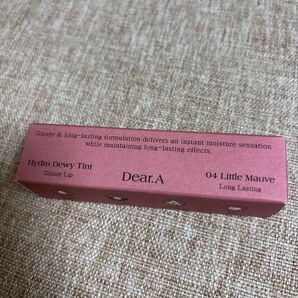 Glossy & long-lasting formulation delivers an instant moisture sensation
while maintaining long-lasting effects.
Hydro Dewy Tint
Glossy Lip
Dear.A
04 Little Mauve
Long Lasting